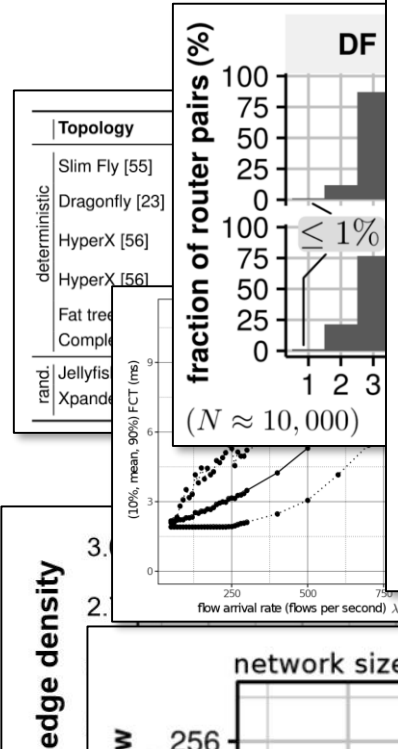 DF
fraction of router pairs (%)
100
75
50
25
0
≤ 1%
100
75
50
25
0
1 2 3
(N ≈ 10,000)
Topology
deterministic
Slim Fly [55]
Dragonfly [23]
HyperX [56]
HyperX [56]
Fat tree
Comple
rand.
Jellyfis
Xpande
(10%, mean, 90%) FCT (ms)
9
6
3
0
250 500 750
flow arrival rate (flows per second) λ
edge density
3.0
2.
network size
256